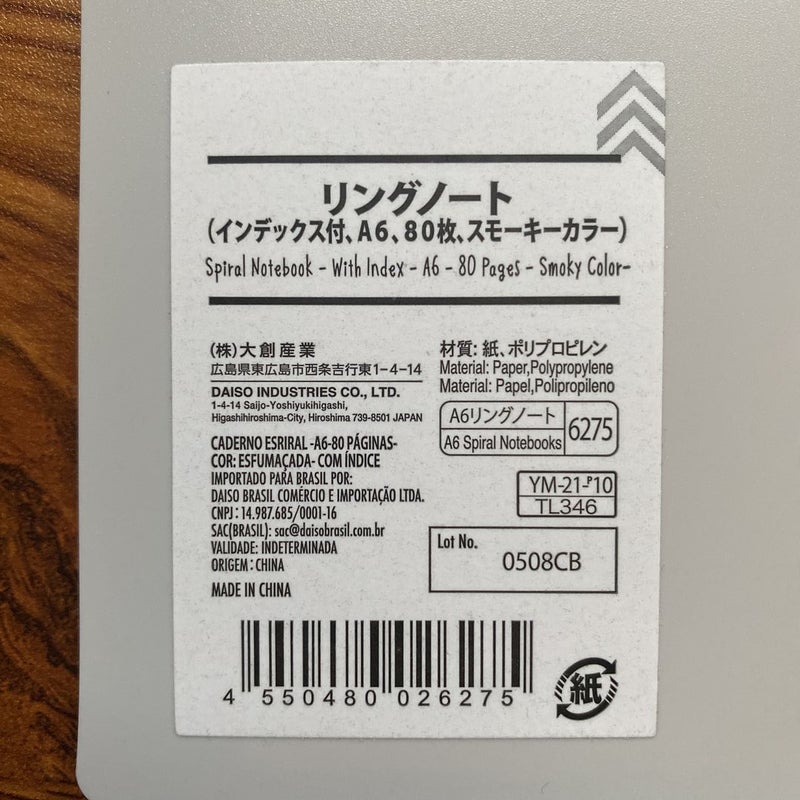 リングノート
(インデックス付、A6、80枚、スモーキーカラー)
Spiral Notebook - With Index - A6 - 80 Pages - Smoky Color-
(株)大創産業
広島県東広島市西条吉行東1-4-14
DAISO INDUSTRIES CO., LTD.
1-4-14 Saijo-Yoshiyukihigashi,
Higashihiroshima-City, Hiroshima 739-8501 JAPAN
CADERNO ESRIRAL -A6-80 PÁGINAS-
COR: ESFUMAÇADA- COM ÍNDICE
IMPORTADO PARA BRASIL POR:
DAISO BRASIL COMÉRCIO E IMPORTAÇÃO LTDA.
CNPJ: 14.987.685/0001-16
SAC(BRASIL): sac@daisobrasil.com.br
VALIDADE: INDETERMINADA
ORIGEM: CHINA
MADE IN CHINA
材質: 紙、ポリプロピレン
Material: Paper,Polypropylene
Material: Papel,Polipropileno
A6リングノート
A6 Spiral Notebooks
6275
YM-21-P10
TL346
Lot No.
0508CB
4 550480 026275
紙